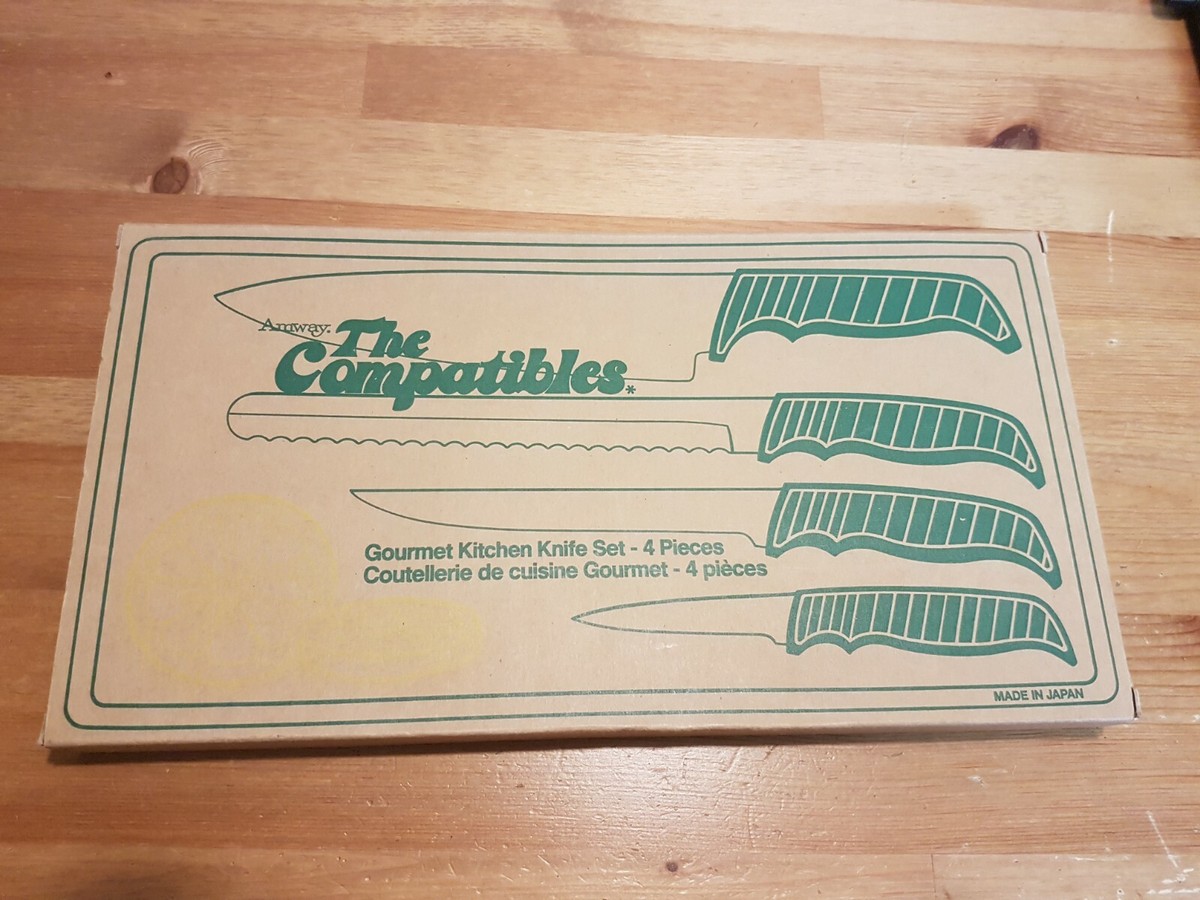 Amway.
The
Compatibles.*
Gourmet Kitchen Knife Set - 4 Pieces
Coutellerie de cuisine Gourmet - 4 pièces
MADE IN JAPAN